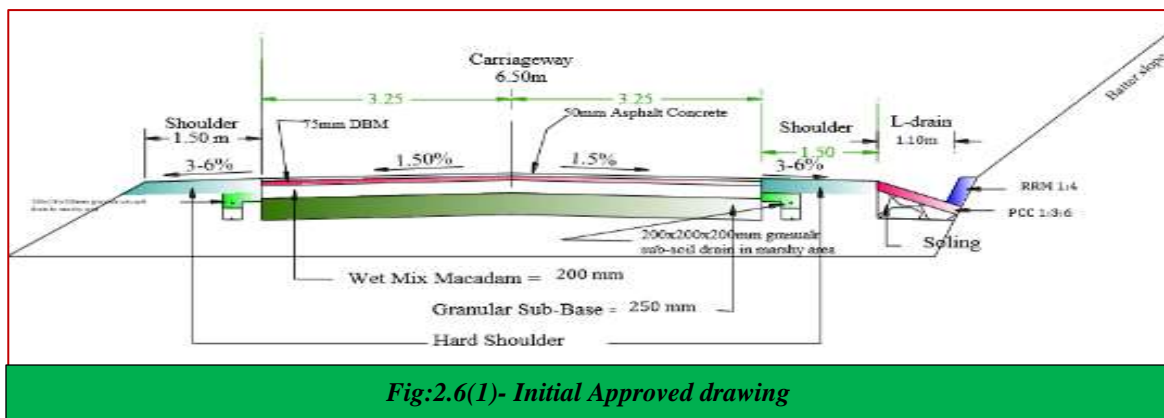 Carriageway
6.50m
3.25
3.25
Batter slope
75mm DBM
50mm Asphalt Concrete
Shoulder
1.50 m
Shoulder
1.50
L-drain
1.10m
3-6%
1.50%
1.5%
3-6%
RRM 1:4
PCC 1:3:6
200x200x200mm granualr
sub-soil drain in marshy area
Soling
Wet Mix Macadam = 200 mm
Granular Sub-Base = 250 mm
Hard Shoulder
Fig:2.6(1)- Initial Approved drawing